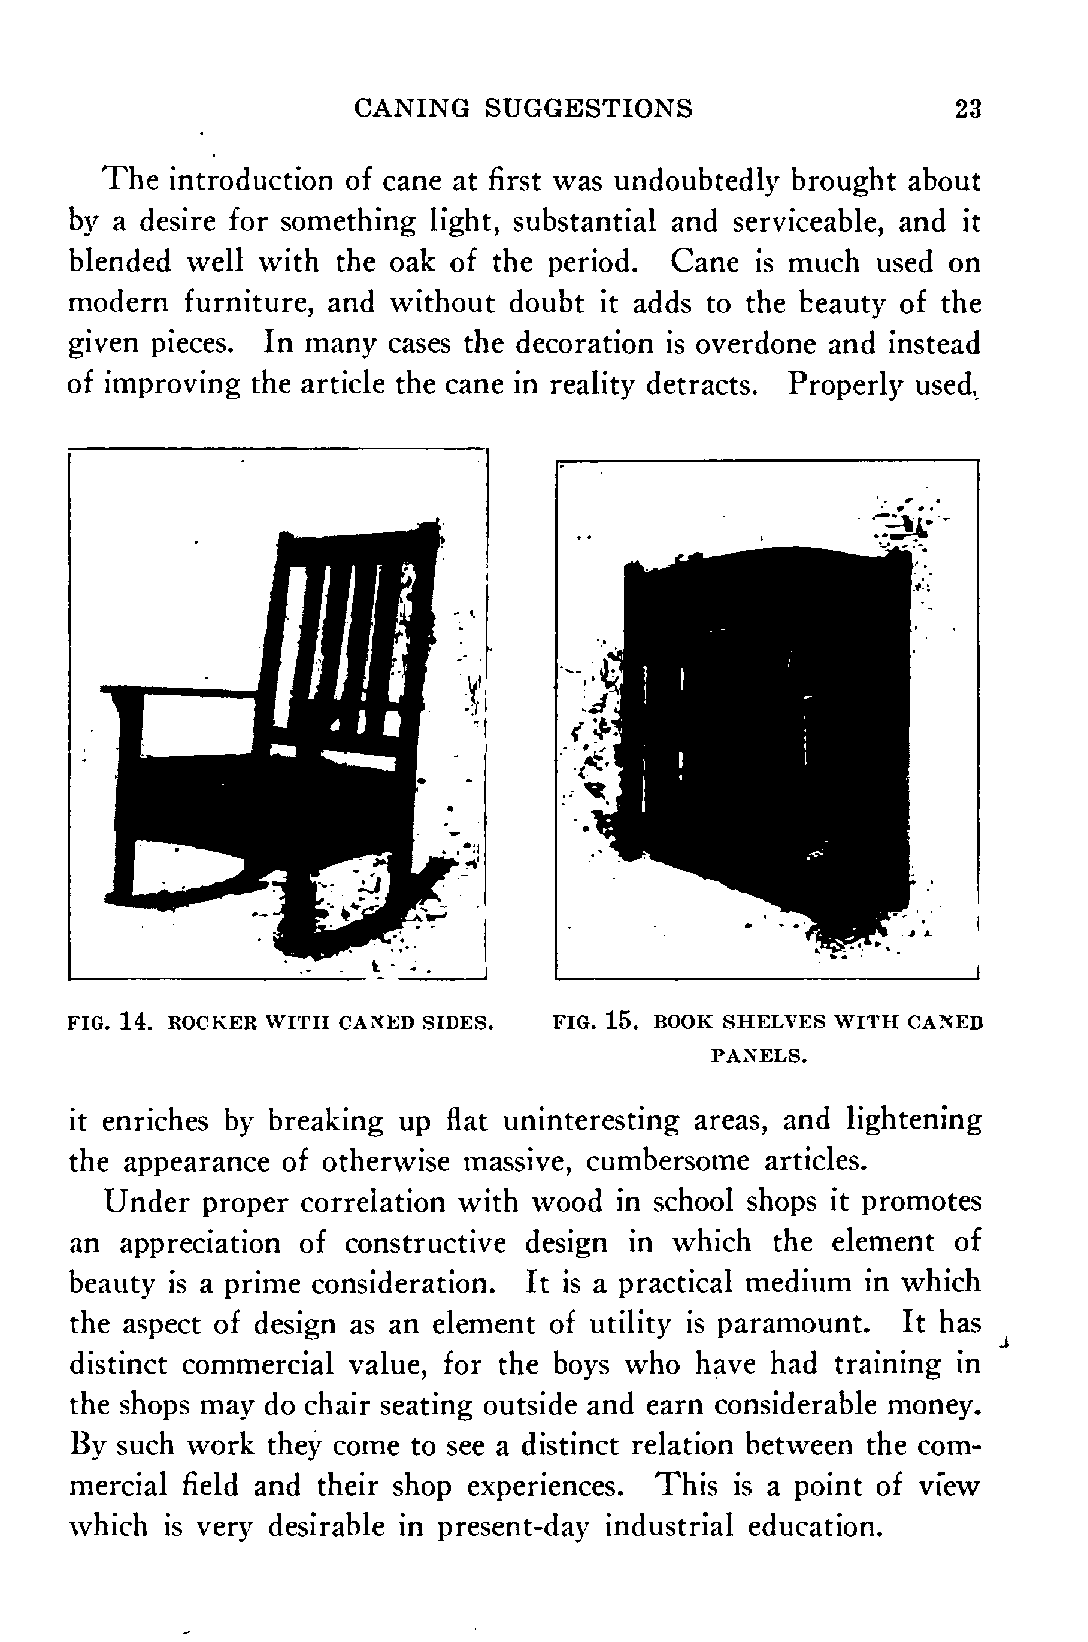 CANING SUGGESTIONS 23
The introduction of cane at first was undoubtedly brought about
by a desire for something light, substantial and serviceable, and it
blended well with the oak of the period. Cane is much used on
modern furniture, and without doubt it adds to the beauty of the
given pieces. In many cases the decoration is overdone and instead
of improving the article the cane in reality detracts. Properly used,
FIG. 14. ROCKER WITH CANED SIDES.
FIG. 15. BOOK SHELVES WITH CANED
PANELS.
it enriches by breaking up flat uninteresting areas, and lightening
the appearance of otherwise massive, cumbersome articles.
Under proper correlation with wood in school shops it promotes
an appreciation of constructive design in which the element of
beauty is a prime consideration. It is a practical medium in which
the aspect of design as an element of utility is paramount. It has
distinct commercial value, for the boys who have had training in
the shops may do chair seating outside and earn considerable money.
By such work they come to see a distinct relation between the com-
mercial field and their shop experiences. This is a point of view
which is very desirable in present-day industrial education.